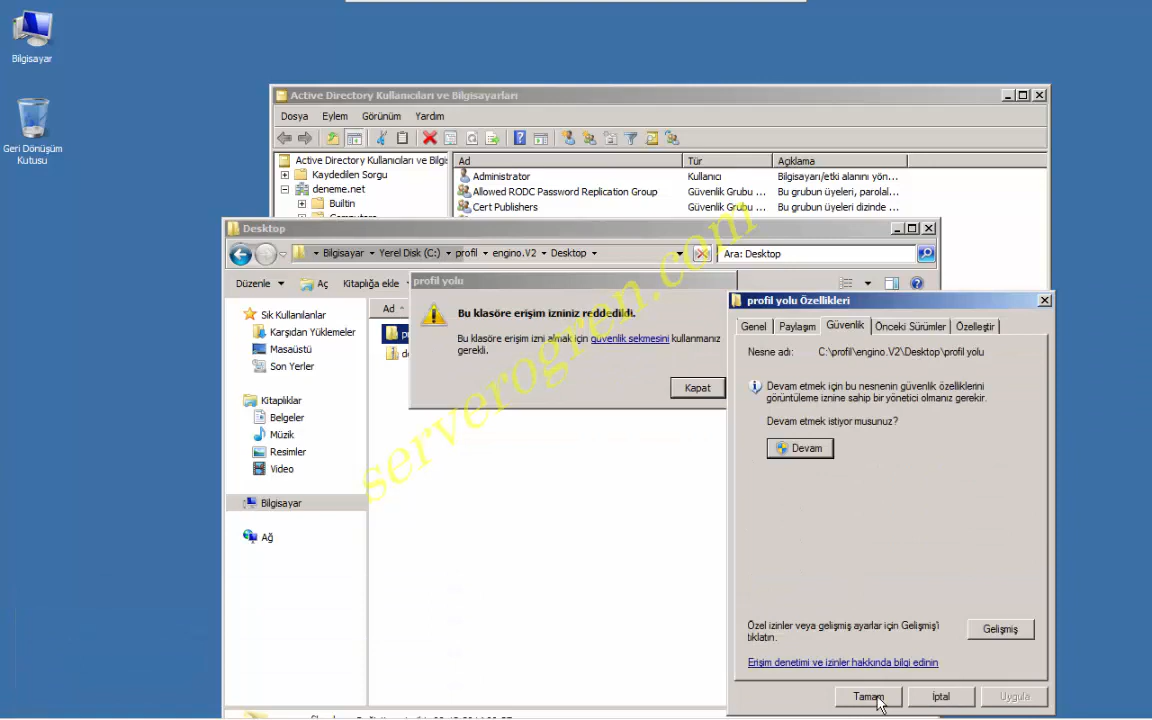 Bilgisayar
Geri Dönüşüm
Kutusu
Active Directory Kullanıcıları ve Bilgisayarları
Dosya Eylem Görünüm Yardım
Active Directory Kullanıcıları ve Bilgi
Kaydedilen Sorgu
deneme.net
Builtin
Ad Tür Açıklama
Administrator Kullanıcı Bilgisayarı/etki alanını yön...
Allowed RODC Password Replication Group Güvenlik Grubu ... Bu grubun üyeleri, parolal...
Cert Publishers Güvenlik Grubu ... Bu grubun üyeleri dizinde ...
Desktop
Bilgisayar Yerel Disk (C:) profil engino.V2 Desktop
Ara: Desktop
Düzenle Aç Kitaplığa ekle
Sık Kullanılanlar
Karşıdan Yüklemeler
Masaüstü
Son Yerler
Kitaplıklar
Belgeler
Müzik
Resimler
Video
Bilgisayar
Ağ
Ad
profil yolu
Bu klasöre erişim izniniz reddedildi.
Bu klasöre erişim izni almak için güvenlik sekmesini kullanmanız
gerekli.
Kapat
profil yolu Özellikleri
Genel Paylaşım Güvenlik Önceki Sürümler Özelleştir
Nesne adı: C:\profil\engino.V2\Desktop\profil yolu
Devam etmek için bu nesnenin güvenlik özelliklerini
görüntüleme iznine sahip bir yönetici olmanız gerekir.
Devam etmek istiyor musunuz?
Devam
Özel izinler veya gelişmiş ayarlar için Gelişmiş'i
tıklatın.
Gelişmiş
Erişim denetimi ve izinler hakkında bilgi edinin
Tamam İptal Uygula
serverogren.com